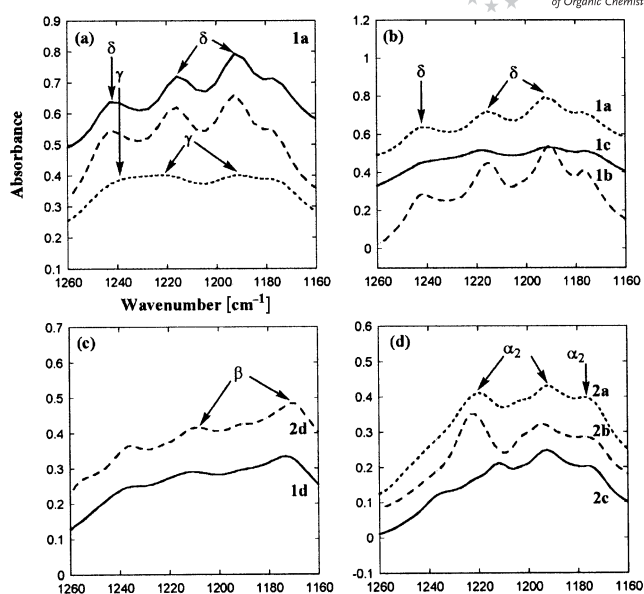 of Organic Chemist
(a)
1a
δ
δ
γ
γ
0.9
0.8
0.7
0.6
0.5
0.4
0.3
0.2
0.1
1260 1240 1220 1200 1180 1160
Absorbance
Wavenumber [cm⁻¹]
(b)
δ
δ
1a
1c
1b
1.2
1
0.8
0.6
0.4
0.2
0
1260 1240 1220 1200 1180 1160
(c)
β
2d
1d
0.6
0.5
0.4
0.3
0.2
0.1
0
1260 1240 1220 1200 1180 1160
(d)
α₂
α₂
2a
2b
2c
0.6
0.5
0.4
0.3
0.2
0.1
0
-0.1
1260 1240 1220 1200 1180 1160